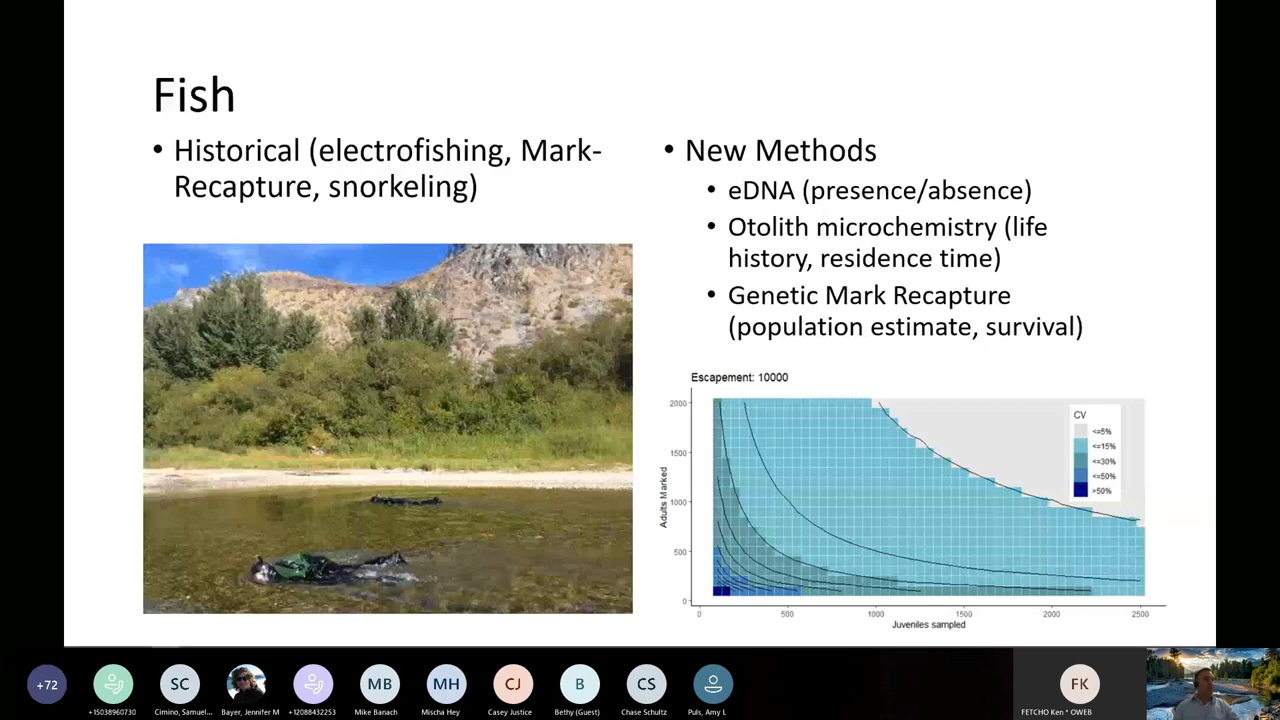 Fish
• Historical (electrofishing, Mark-
Recapture, snorkeling)
• New Methods
• eDNA (presence/absence)
• Otolith microchemistry (life
history, residence time)
• Genetic Mark Recapture
(population estimate, survival)
Escapement: 10000
CV
<=5%
<=15%
<=30%
<=50%
>50%
Adults Marked
2000
1500
1000
500
0
0 500 1000 1500 2000 2500
Juveniles sampled
+72
SC
MB
MH
CJ
B
CS
FK
+15038960730
Cimino, Samuel...
Bayer, Jennifer M
+12088432253
Mike Banach
Mischa Hey
Casey Justice
Bethy (Guest)
Chase Schultz
Puls, Amy L
FETCHO Ken * OWEB